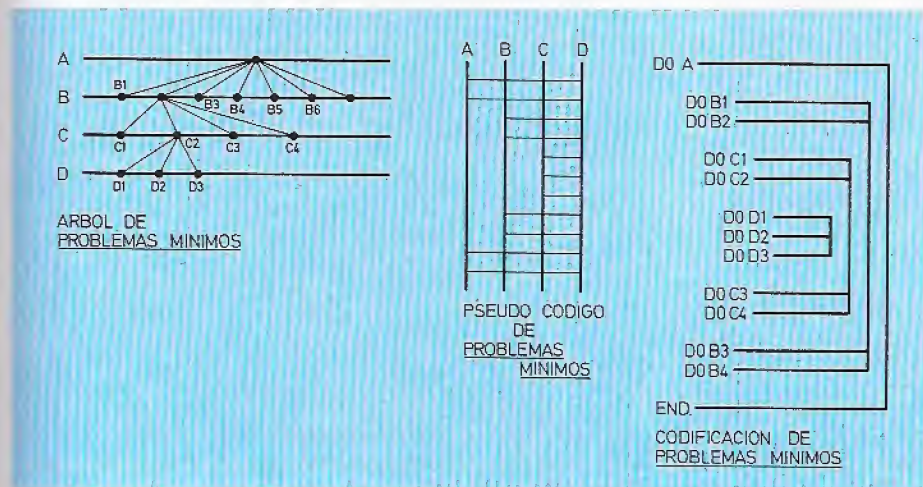 A
B1
B
B3
B4
B5
B6
C
C1
C2
C3
C4
D
D1
D2
D3
ARBOL DE
PROBLEMAS MINIMOS
A B C D
PSEUDO CODIGO
DE
PROBLEMAS
MINIMOS
DO A
DO B1
DO B2
DO C1
DO C2
DO D1
DO D2
DO D3
DO C3
DO C4
DO B3
DO B4
END.
CODIFICACION DE
PROBLEMAS MINIMOS